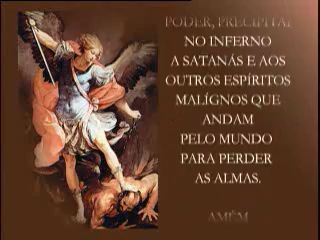 PODER, PRECIPITAI
NO INFERNO
A SATANÁS E AOS
OUTROS ESPÍRITOS
MALÍGNOS QUE
ANDAM
PELO MUNDO
PARA PERDER
AS ALMAS.
AMÉM